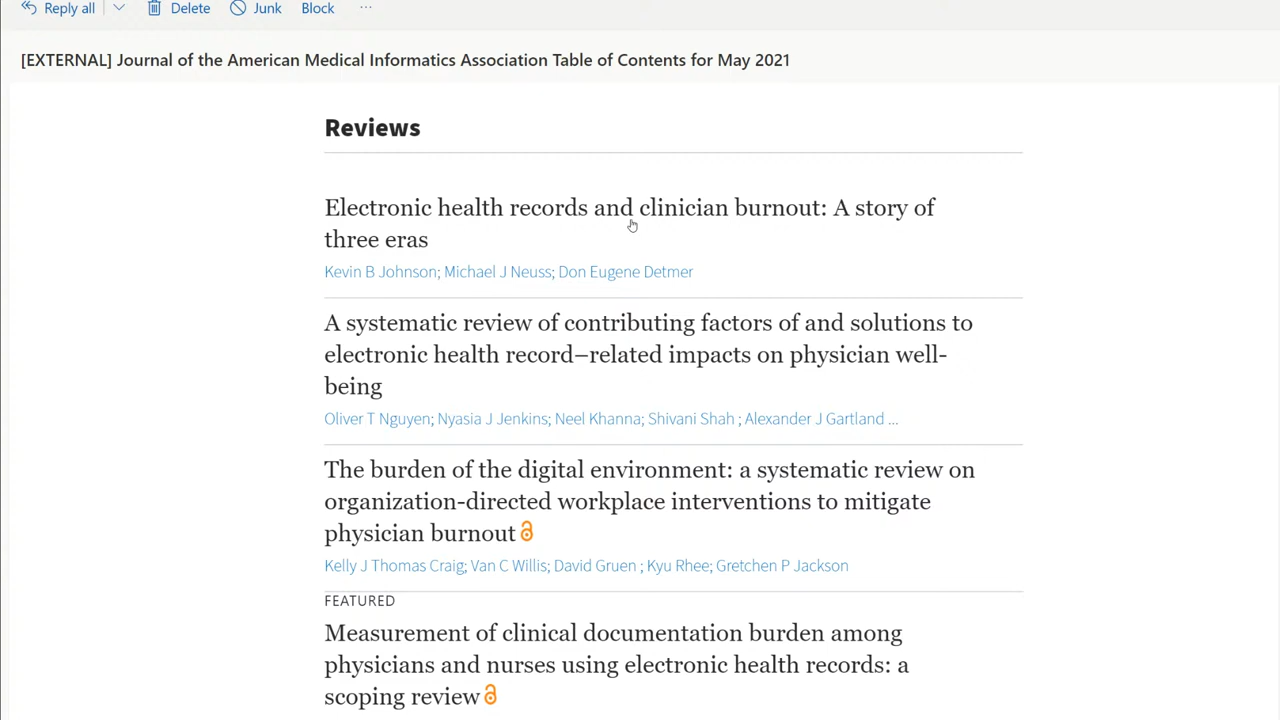 Reply all
Delete
Junk
Block
...
[EXTERNAL] Journal of the American Medical Informatics Association Table of Contents for May 2021
Reviews
Electronic health records and clinician burnout: A story of
three eras
Kevin B Johnson; Michael J Neuss; Don Eugene Detmer
A systematic review of contributing factors of and solutions to
electronic health record–related impacts on physician well-
being
Oliver T Nguyen; Nyasia J Jenkins; Neel Khanna; Shivani Shah ; Alexander J Gartland ...
The burden of the digital environment: a systematic review on
organization-directed workplace interventions to mitigate
physician burnout
Kelly J Thomas Craig; Van C Willis; David Gruen ; Kyu Rhee; Gretchen P Jackson
FEATURED
Measurement of clinical documentation burden among
physicians and nurses using electronic health records: a
scoping review